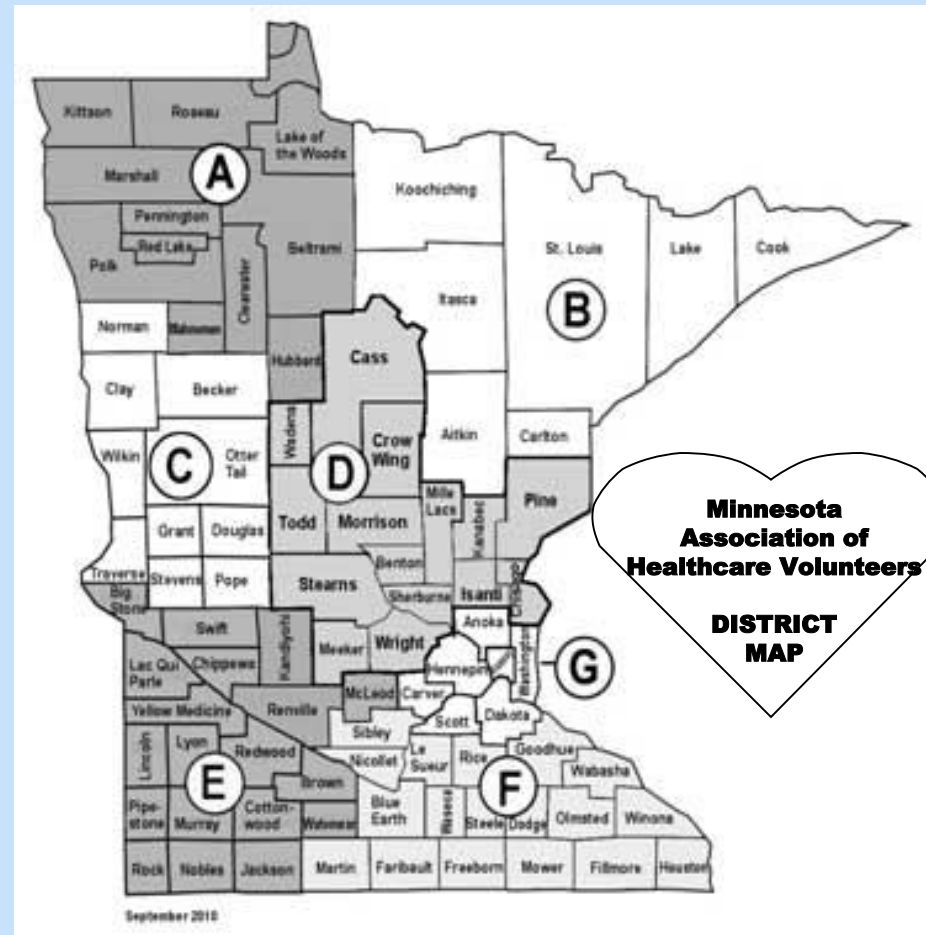 Kittson
Roseau
Lake of
the Woods
A
Marshall
Koochiching
Pennington
Red Lake
Polk
Beltrami
Clearwater
St. Louis
Lake
Cook
Itasca
B
Norman
Mahnomen
Hubbard
Cass
Clay
Becker
Wadena
Crow
Wing
Aitkin
Carlton
Wilkin
C
Otter
Tail
D
Mille
Lacs
Kanabec
Pine
Grant
Douglas
Todd
Morrison
Traverse
Stevens
Pope
Benton
Stearns
Sherburne
Isanti
Chisago
Big
Stone
Swift
Kandiyohi
Meeker
Wright
Anoka
Hennepin
Washington
G
Lac Qui
Parle
Chippewa
McLeod
Carver
Yellow Medicine
Renville
Scott
Dakota
Sibley
Lincoln
Lyon
Redwood
Nicollet
Le
Sueur
Rice
Goodhue
Wabasha
E
Brown
F
Pipe-
stone
Murray
Cotton-
wood
Watonwan
Blue
Earth
Waseca
Steele
Dodge
Olmsted
Winona
Rock
Nobles
Jackson
Martin
Faribault
Freeborn
Mower
Fillmore
Houston
September 2010
Minnesota
Association of
Healthcare Volunteers
DISTRICT
MAP